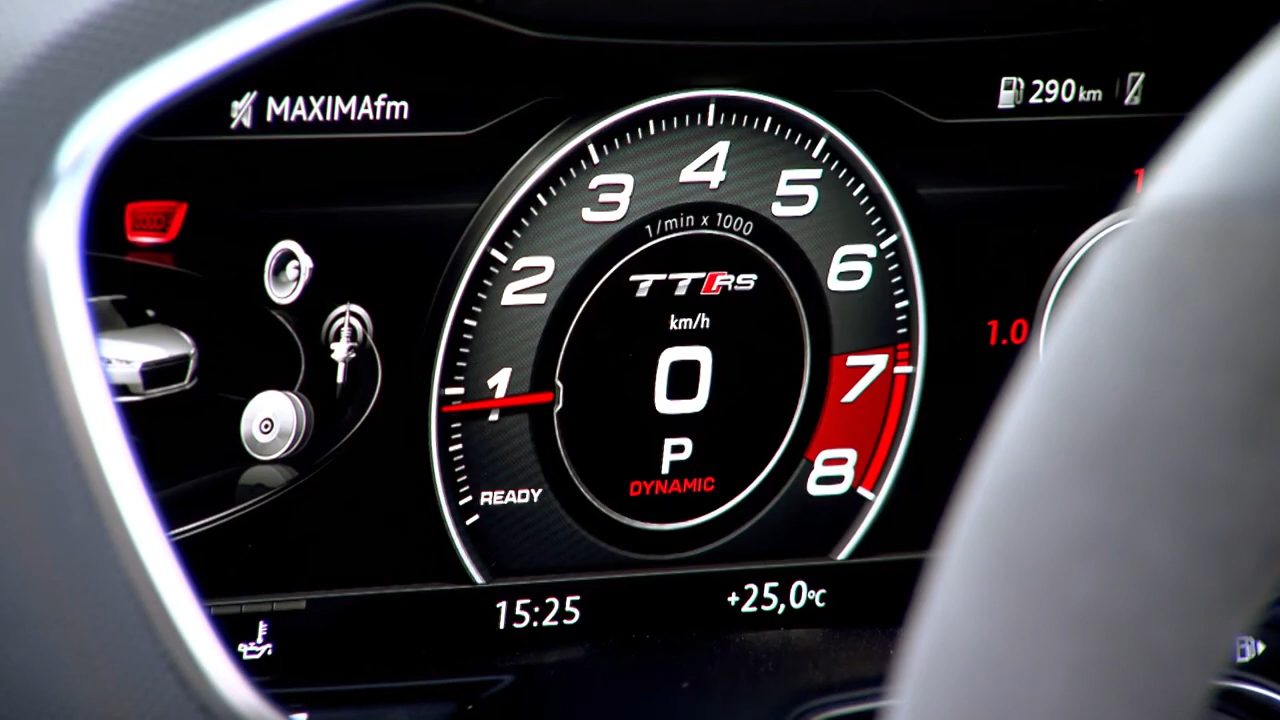 MAXIMAfm
290 km
1
2
3
4
5
6
7
8
1/min x 1000
TTRS
km/h
0
P
DYNAMIC
READY
1
1.0
15:25
+25,0°C